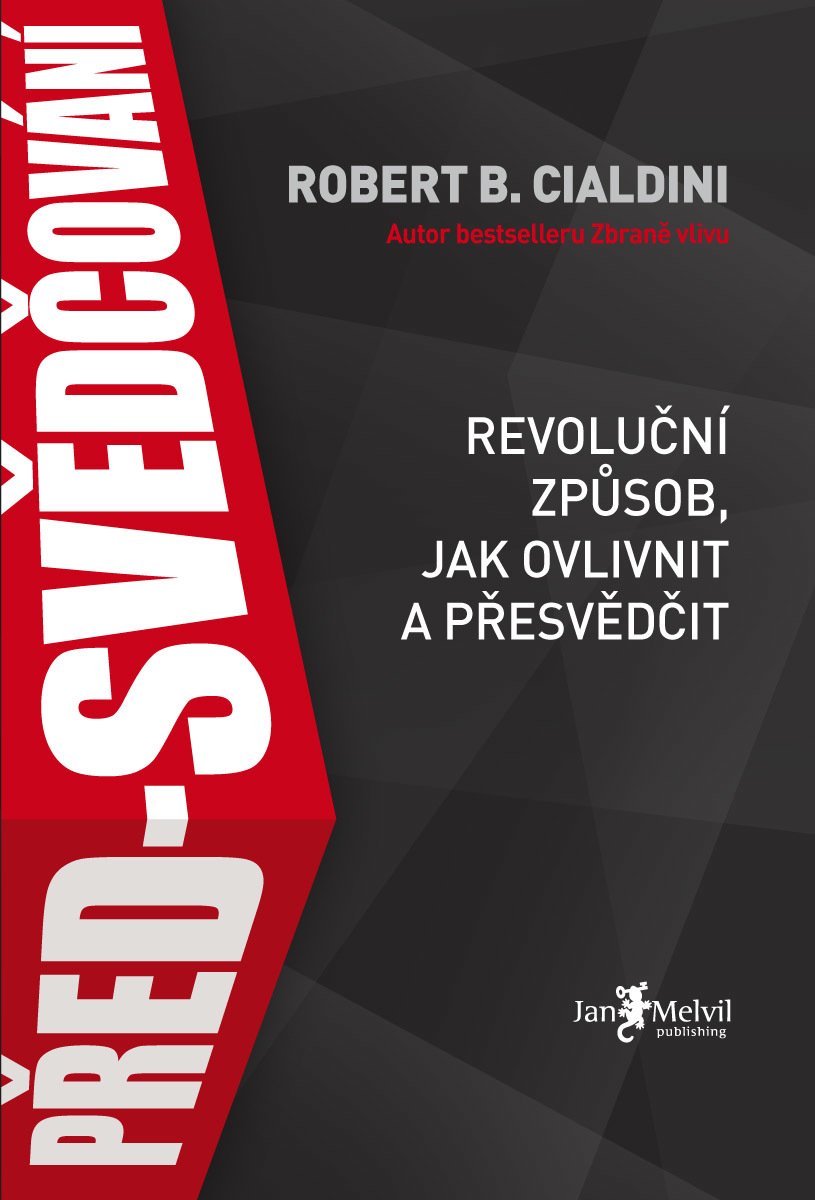 PŘED-SVĚDČOVÁNÍ
ROBERT B. CIALDINI
Autor bestselleru Zbraně vlivu
REVOLUČNÍ
ZPŮSOB,
JAK OVLIVNIT
A PŘESVĚDČIT
Jan Melvil
publishing